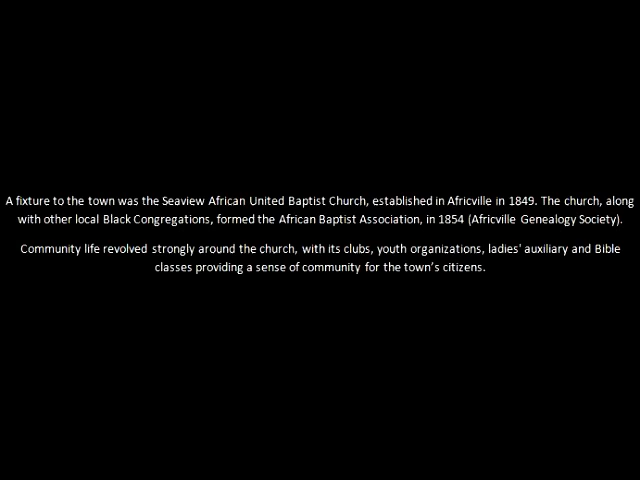 A fixture to the town was the Seaview African United Baptist Church, established in Africville in 1849. The church, along
with other local Black Congregations, formed the African Baptist Association, in 1854 (Africville Genealogy Society).
Community life revolved strongly around the church, with its clubs, youth organizations, ladies' auxiliary and Bible
classes providing a sense of community for the town’s citizens.